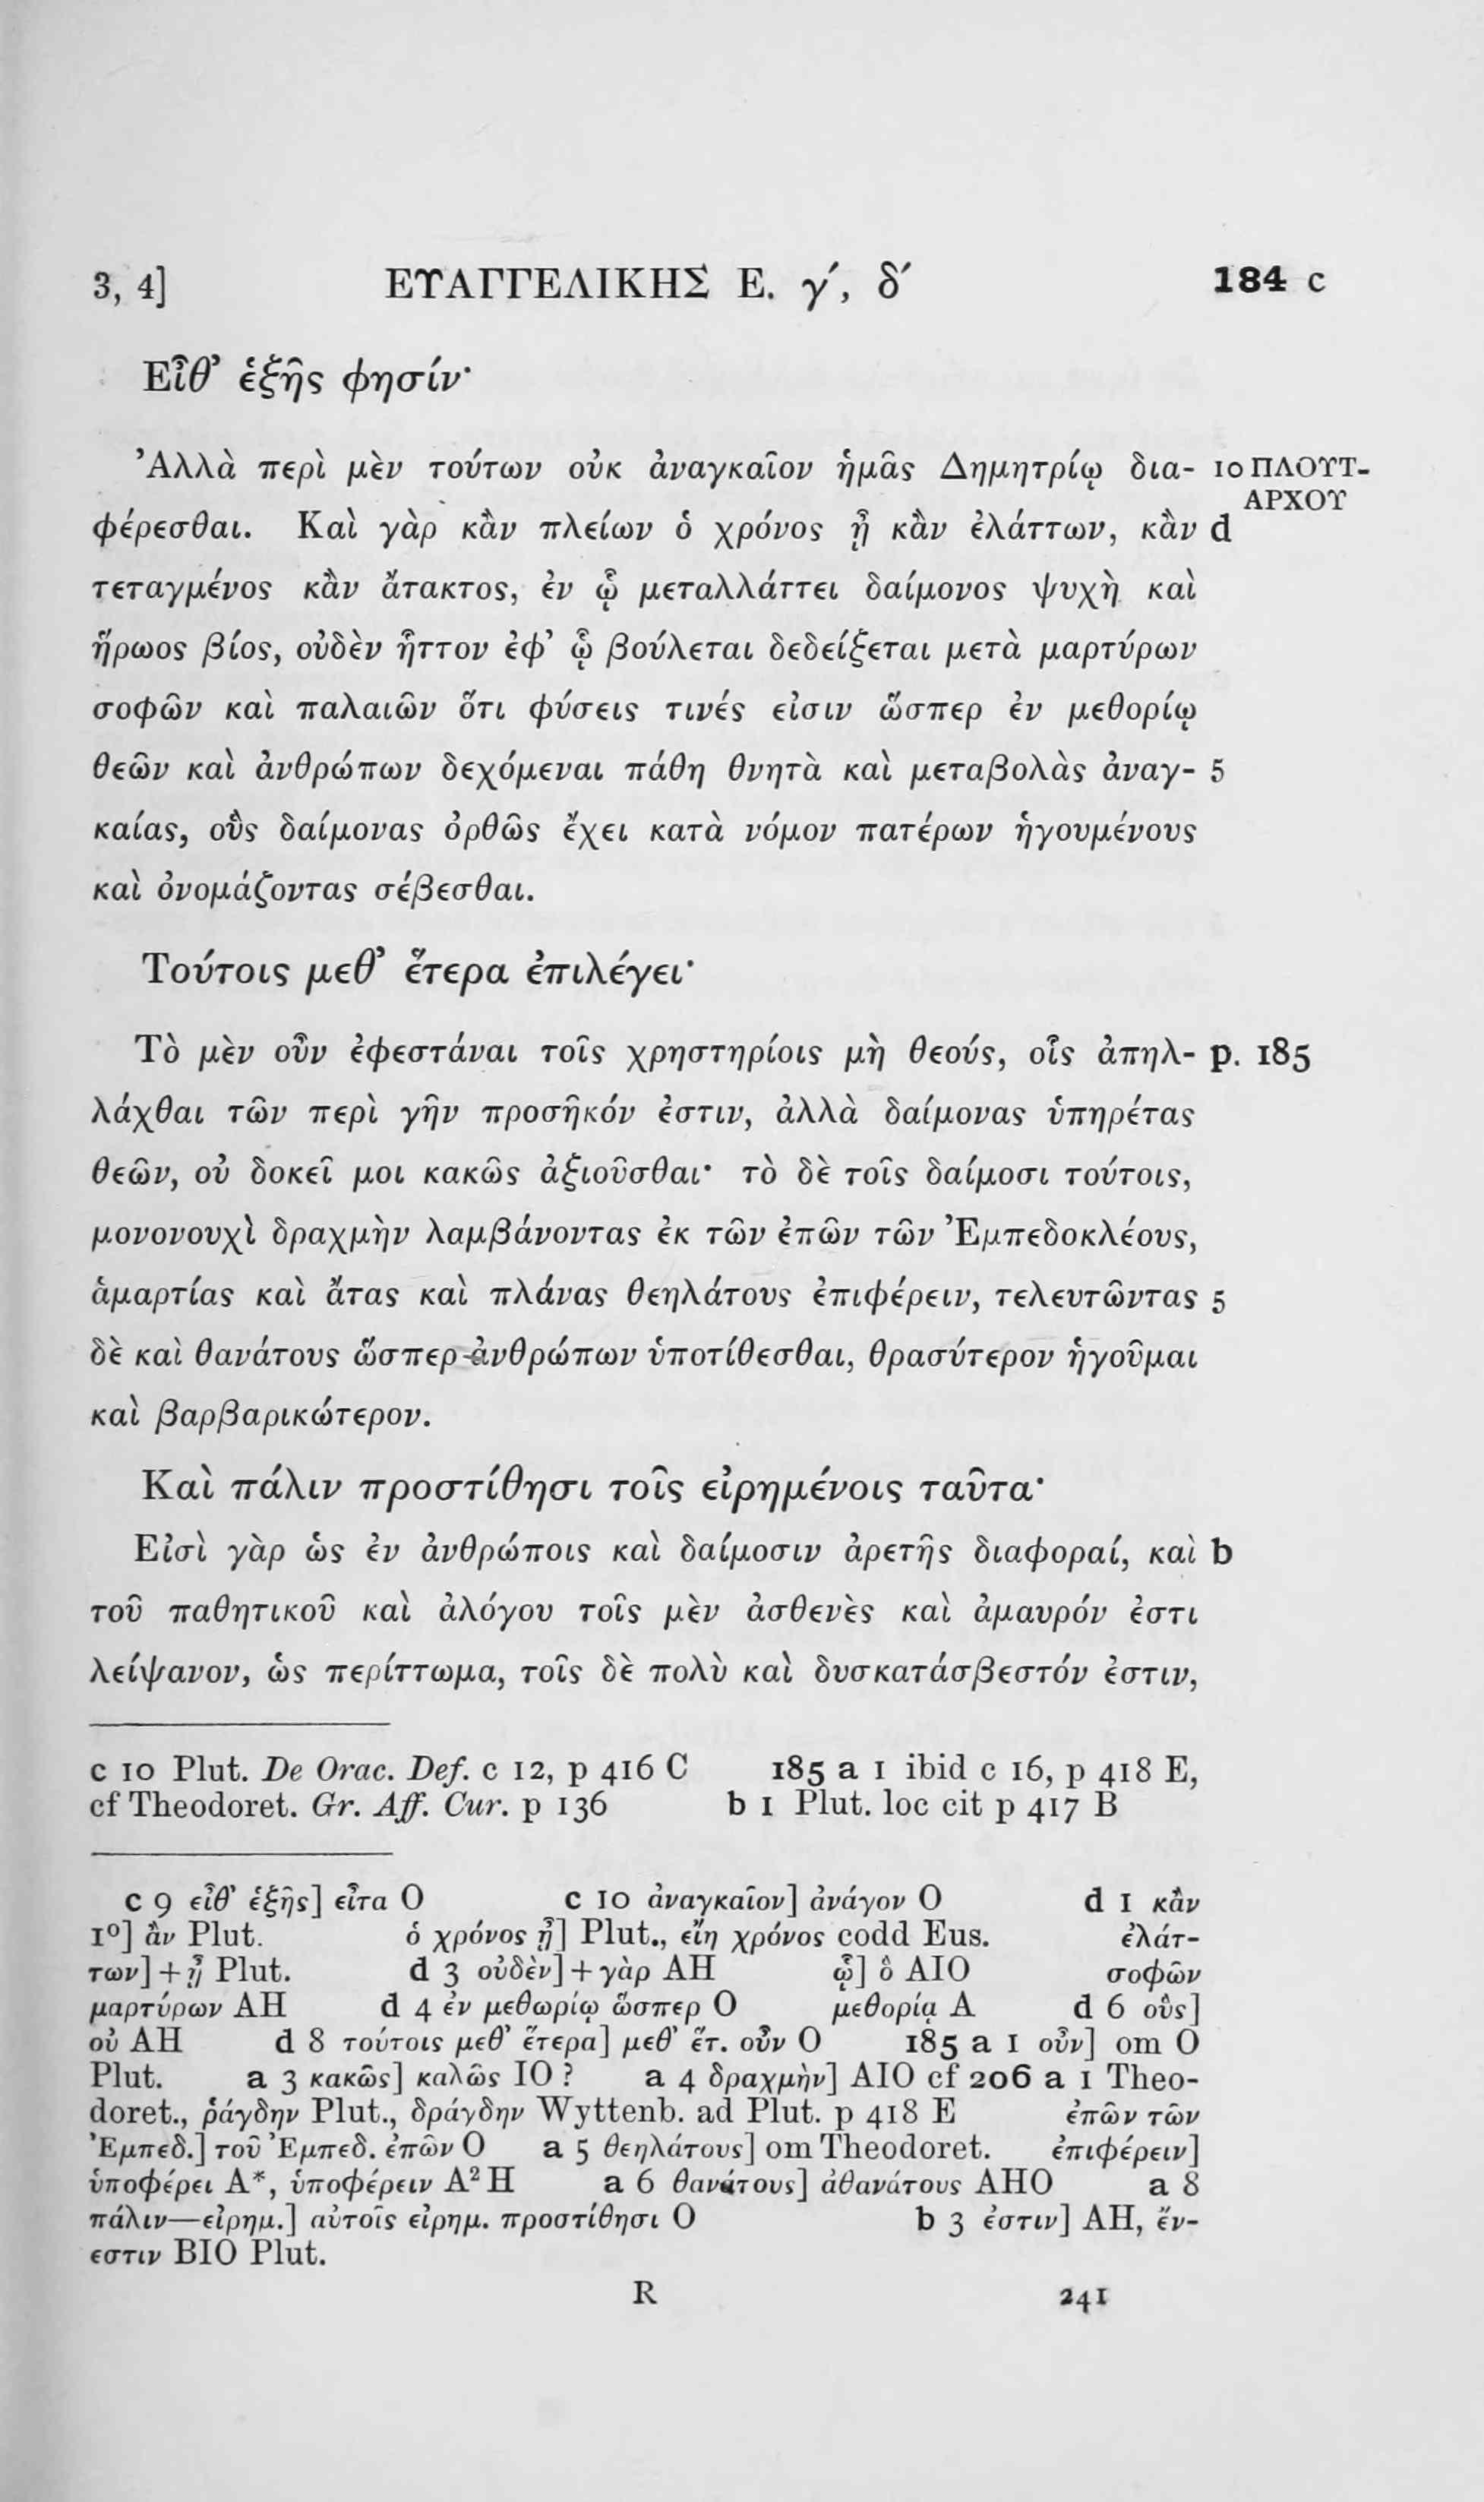 3, 4] ΕΥΑΓΓΕΛΙΚΗΣ Ε. γ′, δ′ 184 c
Εἶθ’ ἑξῆς φησίν·
Ἀλλὰ περὶ μὲν τούτων οὐκ ἀναγκαῖον ἡμᾶς Δημητρίῳ δια- 10 ΠΛΟΥΤ-
ΑΡΧΟΥ
φέρεσθαι. Καὶ γὰρ κἂν πλείων ὁ χρόνος ᾖ κἂν ἐλάττων, κἂν d
τεταγμένος κἂν ἄτακτος, ἐν ᾧ μεταλλάττει δαίμονος ψυχὴ καὶ
ἥρωος βίος, οὐδὲν ἧττον ἐφ’ ᾧ βούλεται δεδείξεται μετὰ μαρτύρων
σοφῶν καὶ παλαιῶν ὅτι φύσεις τινές εἰσιν ὥσπερ ἐν μεθορίῳ
θεῶν καὶ ἀνθρώπων δεχόμεναι πάθη θνητὰ καὶ μεταβολὰς ἀναγ- 5
καίας, οὓς δαίμονας ὀρθῶς ἔχει κατὰ νόμον πατέρων ἡγουμένους
καὶ ὀνομάζοντας σέβεσθαι.
Τούτοις μεθ’ ἕτερα ἐπιλέγει·
Τὸ μὲν οὖν ἐφεστάναι τοῖς χρηστηρίοις μὴ θεούς, οἷς ἀπηλ- p. 185
λάχθαι τῶν περὶ γῆν προσῆκόν ἐστιν, ἀλλὰ δαίμονας ὑπηρέτας
θεῶν, οὐ δοκεῖ μοι κακῶς ἀξιοῦσθαι· τὸ δὲ τοῖς δαίμοσι τούτοις,
μονονουχὶ δραχμὴν λαμβάνοντας ἐκ τῶν ἐπῶν τῶν Ἐμπεδοκλέους,
ἁμαρτίας καὶ ἄτας καὶ πλάνας θεηλάτους ἐπιφέρειν, τελευτῶντας 5
δὲ καὶ θανάτους ὥσπερ ἀνθρώπων ὑποτίθεσθαι, θρασύτερον ἡγοῦμαι
καὶ βαρβαρικώτερον.
Καὶ πάλιν προστίθησι τοῖς εἰρημένοις ταῦτα·
Εἰσὶ γὰρ ὡς ἐν ἀνθρώποις καὶ δαίμοσιν ἀρετῆς διαφοραί, καὶ b
τοῦ παθητικοῦ καὶ ἀλόγου τοῖς μὲν ἀσθενὲς καὶ ἀμαυρόν ἐστι
λείψανον, ὡς περίττωμα, τοῖς δὲ πολὺ καὶ δυσκατάσβεστόν ἐστιν,
c 10 Plut. De Orac. Def. c 12, p 416 C 185 a 1 ibid c 16, p 418 E,
cf Theodoret. Gr. Aff. Cur. p 136 b 1 Plut. loc cit p 417 B
c 9 εἶθ’ ἑξῆς] εἶτα O c 10 ἀναγκαῖον] ἀνάγον O d 1 κἂν
1°] ἂν Plut. ὁ χρόνος ᾖ] Plut., εἴη χρόνος codd Eus. ἐλάτ-
των] + ᾖ Plut. d 3 οὐδὲν] + γὰρ AH ᾧ] ὃ AIO σοφῶν
μαρτύρων AH d 4 ἐν μεθωρίῳ ὥσπερ O μεθορίᾳ A d 6 οὓς]
οὐ AH d 8 τούτοις μεθ’ ἕτερα] μεθ’ ἕτ. οὖν O 185 a 1 οὖν] om O
Plut. a 3 κακῶς] καλῶς IO ? a 4 δραχμὴν] AIO cf 206 a 1 Theo-
doret., ῥάγδην Plut., δράγδην Wyttenb. ad Plut. p 418 E ἐπῶν τῶν
Ἐμπεδ.] τοῦ Ἐμπεδ. ἐπῶν O a 5 θεηλάτους] om Theodoret. ἐπιφέρειν]
ὑποφέρει A*, ὑποφέρειν A² H a 6 θανάτους] ἀθανάτους AHO a 8
πάλιν—εἰρημ.] αὐτοῖς εἰρημ. προστίθησι O b 3 ἐστιν] AH, ἔν-
εστιν BIO Plut.
R 241